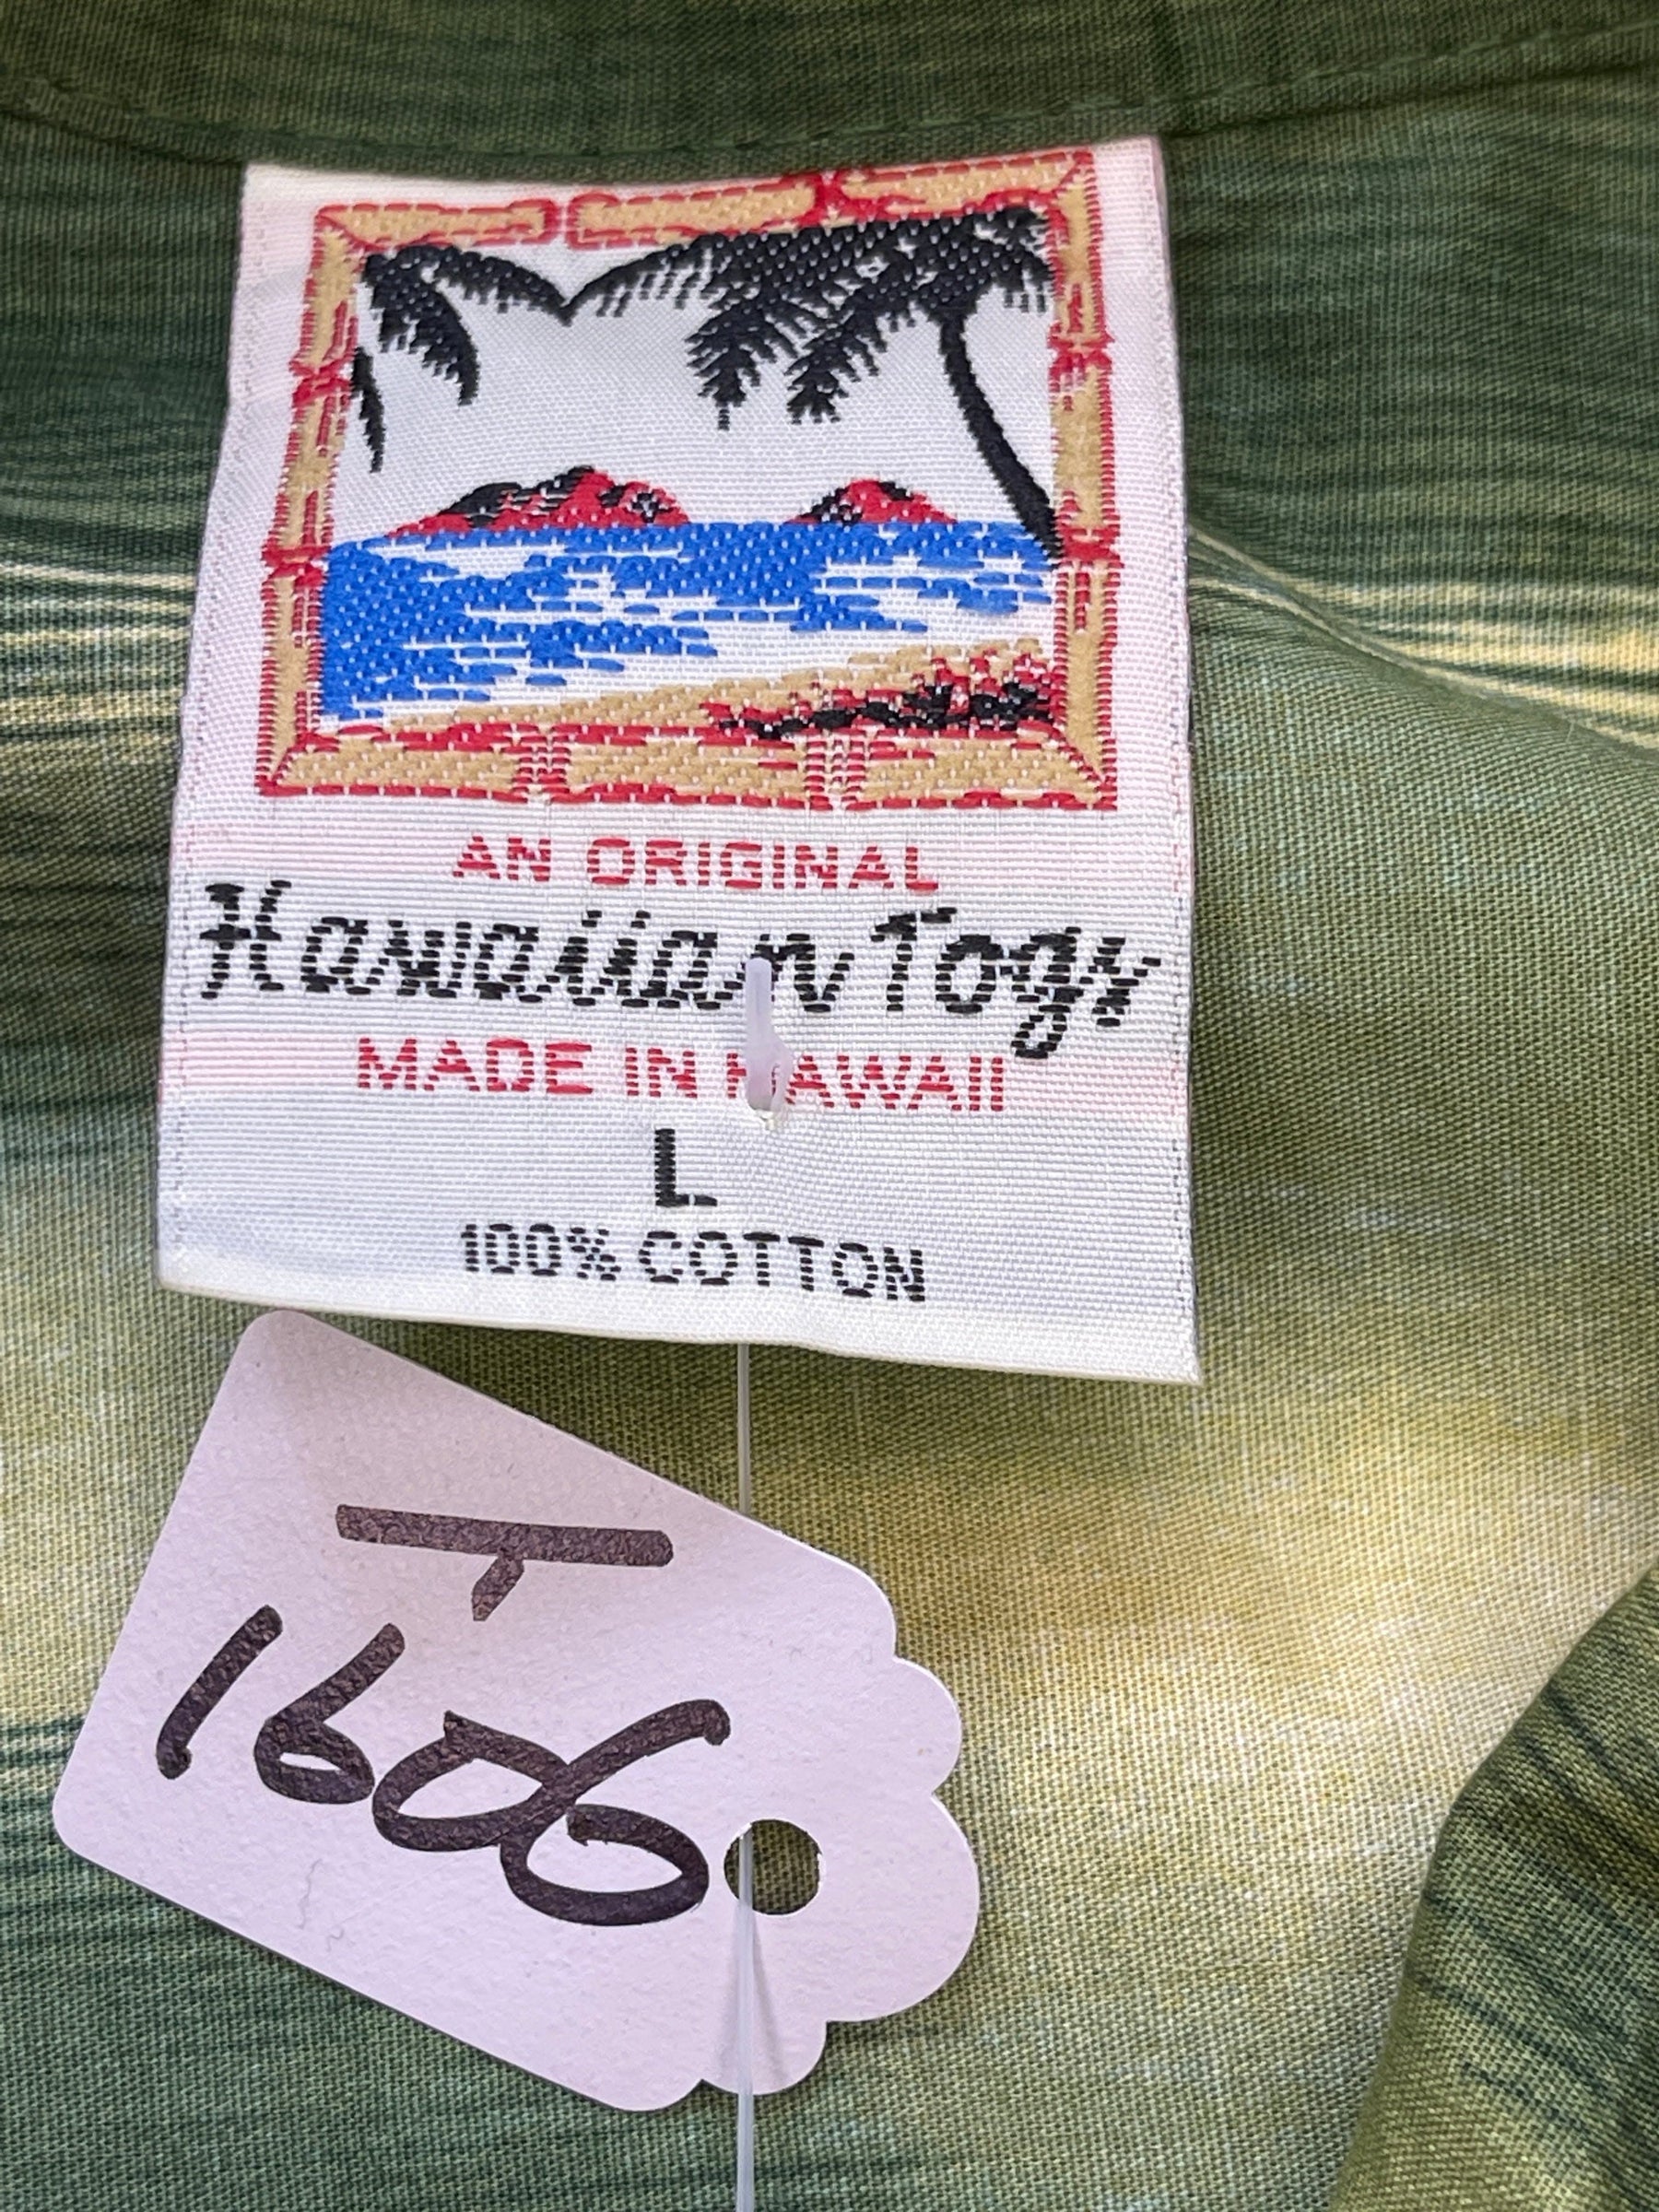 AN ORIGINAL
Hawaiian Togs
MADE IN HAWAII
L
100% COTTON
1606